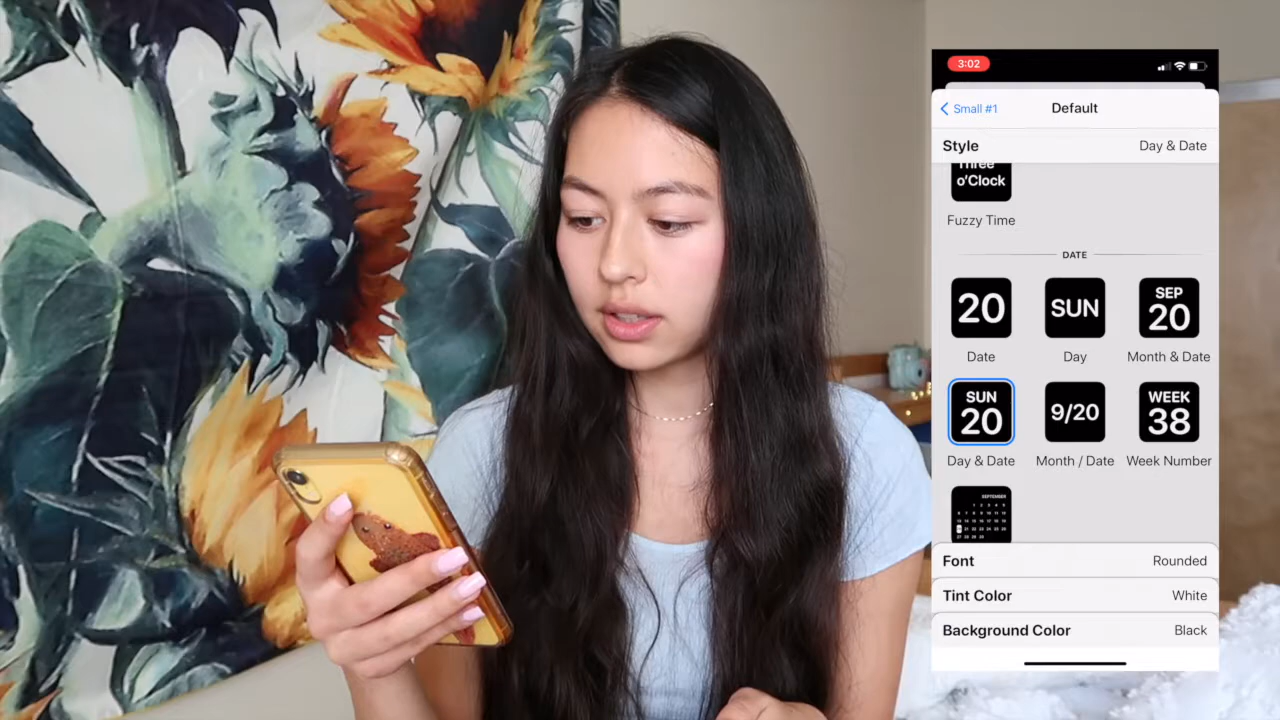 3:02
Small #1
Default
Style
Day & Date
Three
o'Clock
Fuzzy Time
DATE
20
SUN
SEP
20
Date
Day
Month & Date
SUN
20
9/20
WEEK
38
Day & Date
Month / Date
Week Number
SEPTEMBER
Font
Rounded
Tint Color
White
Background Color
Black